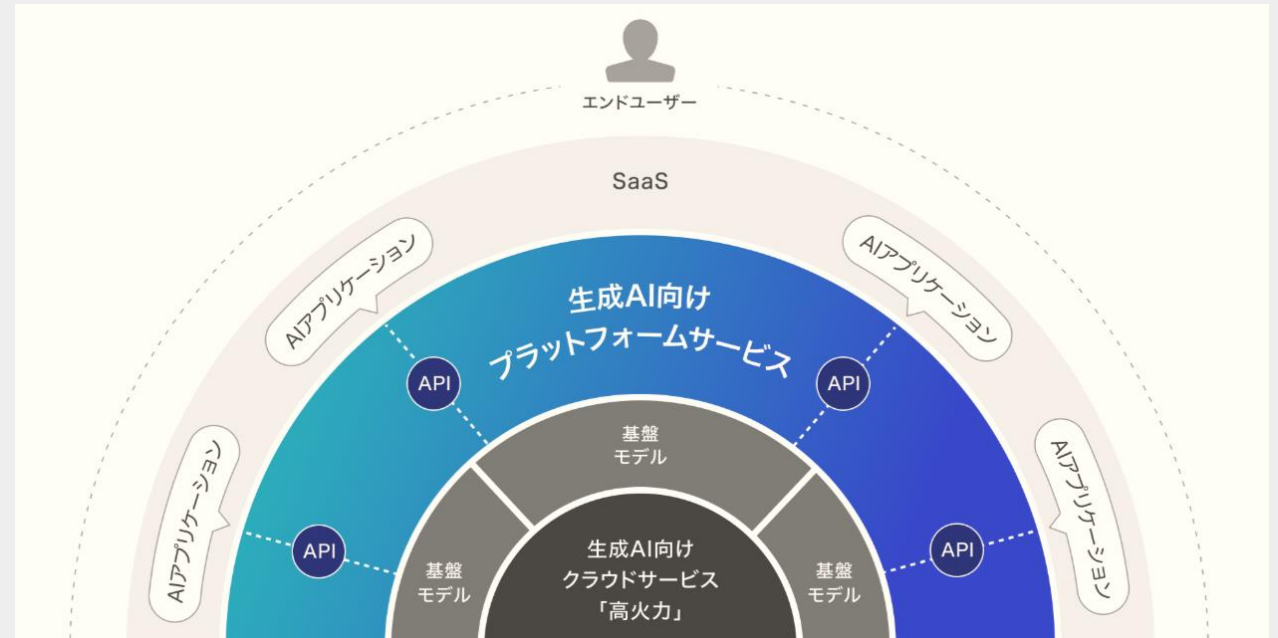 エンドユーザー
SaaS
AIアプリケーション
AIアプリケーション
生成AI向け
プラットフォームサービス
API
API
AIアプリケーション
AIアプリケーション
基盤
モデル
API
API
基盤
モデル
生成AI向け
クラウドサービス
「高火力」
基盤
モデル